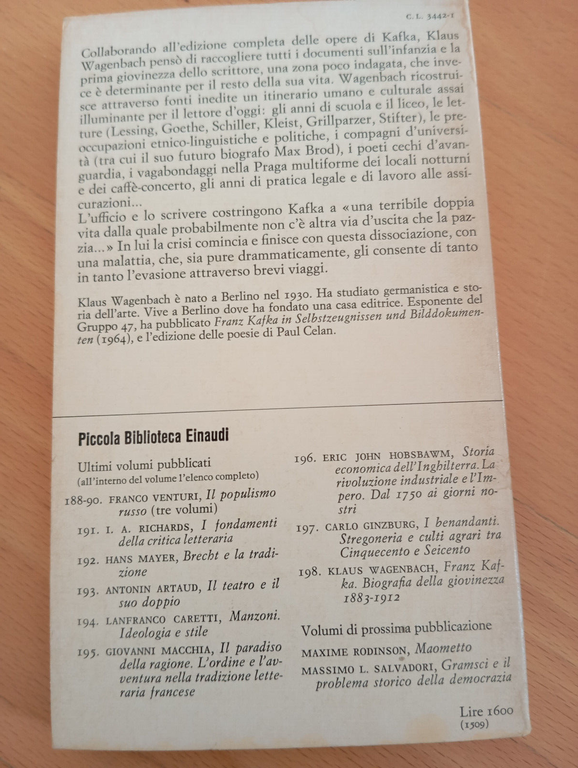 C. L. 3442-1
Collaborando all'edizione completa delle opere di Kafka, Klaus
Wagenbach pensò di raccogliere tutti i documenti sull'infanzia e la
prima giovinezza dello scrittore, una zona poco indagata, che inve-
ce è determinante per il resto della sua vita. Wagenbach ricostrui-
sce attraverso fonti inedite un itinerario umano e culturale assai
illuminante per il lettore d'oggi: gli anni di scuola e il liceo, le let-
ture (Lessing, Goethe, Schiller, Kleist, Grillparzer, Stifter), le pre-
occupazioni etnico-linguistiche e politiche, i compagni d'universi-
tà (tra cui il suo futuro biografo Max Brod), i poeti cechi d'avan-
guardia, i vagabondaggi nella Praga multiforme dei locali notturni
e dei caffè-concerto, gli anni di pratica legale e di lavoro alle assi-
curazioni...
L'ufficio e lo scrivere costringono Kafka a «una terribile doppia
vita dalla quale probabilmente non c'è altra via d'uscita che la paz-
zia...» In lui la crisi comincia e finisce con questa dissociazione, con
una malattia, che, sia pure drammaticamente, gli consente di tanto
in tanto l'evasione attraverso brevi viaggi.
Klaus Wagenbach è nato a Berlino nel 1930. Ha studiato germanistica e sto-
ria dell'arte. Vive a Berlino dove ha fondato una casa editrice. Esponente del
Gruppo 47, ha pubblicato Franz Kafka in Selbstzeugnissen und Bilddokumen-
ten (1964), e l'edizione delle poesie di Paul Celan.
Piccola Biblioteca Einaudi
Ultimi volumi pubblicati
(all'interno del volume l'elenco completo)
188-90. FRANCO VENTURI, Il populismo
russo (tre volumi)
191. I. A. RICHARDS, I fondamenti
della critica letteraria
192. HANS MAYER, Brecht e la tradi-
zione
193. ANTONIN ARTAUD, Il teatro e il
suo doppio
194. LANFRANCO CARETTI, Manzoni.
Ideologia e stile
195. GIOVANNI MACCHIA, Il paradiso
della ragione. L'ordine e l'av-
ventura nella tradizione lette-
raria francese
196. ERIC JOHN HOBSBAWM, Storia
economica dell'Inghilterra. La
rivoluzione industriale e l'Im-
pero. Dal 1750 ai giorni no-
stri
197. CARLO GINZBURG, I benandanti.
Stregoneria e culti agrari tra
Cinquecento e Seicento
198. KLAUS WAGENBACH, Franz Kaf-
ka. Biografia della giovinezza
1883-1912
Volumi di prossima pubblicazione
MAXIME RODINSON, Maometto
MASSIMO L. SALVADORI, Gramsci e il
problema storico della democrazia
Lire 1600
(1509)